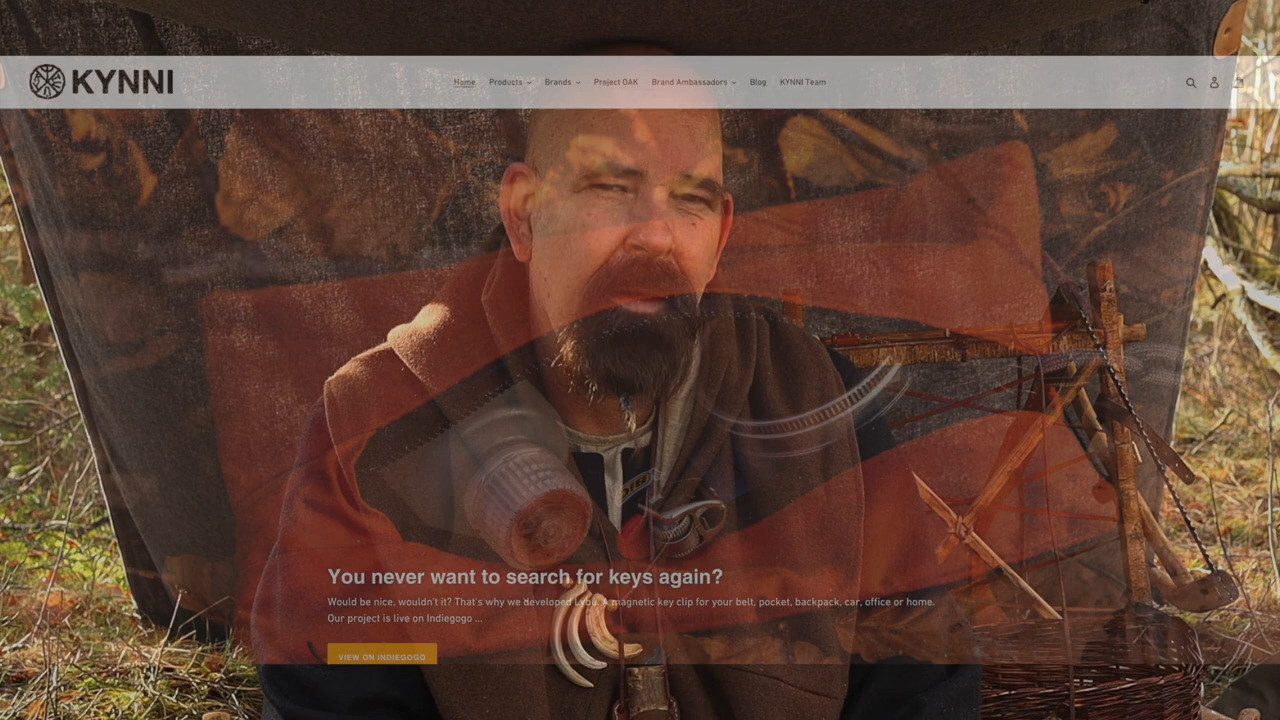 KYNNI
Home Products Brands Project OAK Brand Ambassadors Blog KYNNI Team
You never want to search for keys again?
Would be nice, wouldn't it? That's why we developed Lybu. A magnetic key clip for your belt, pocket, backpack, car, office or home.
Our project is live on Indiegogo ...
VIEW ON INDIEGOGO